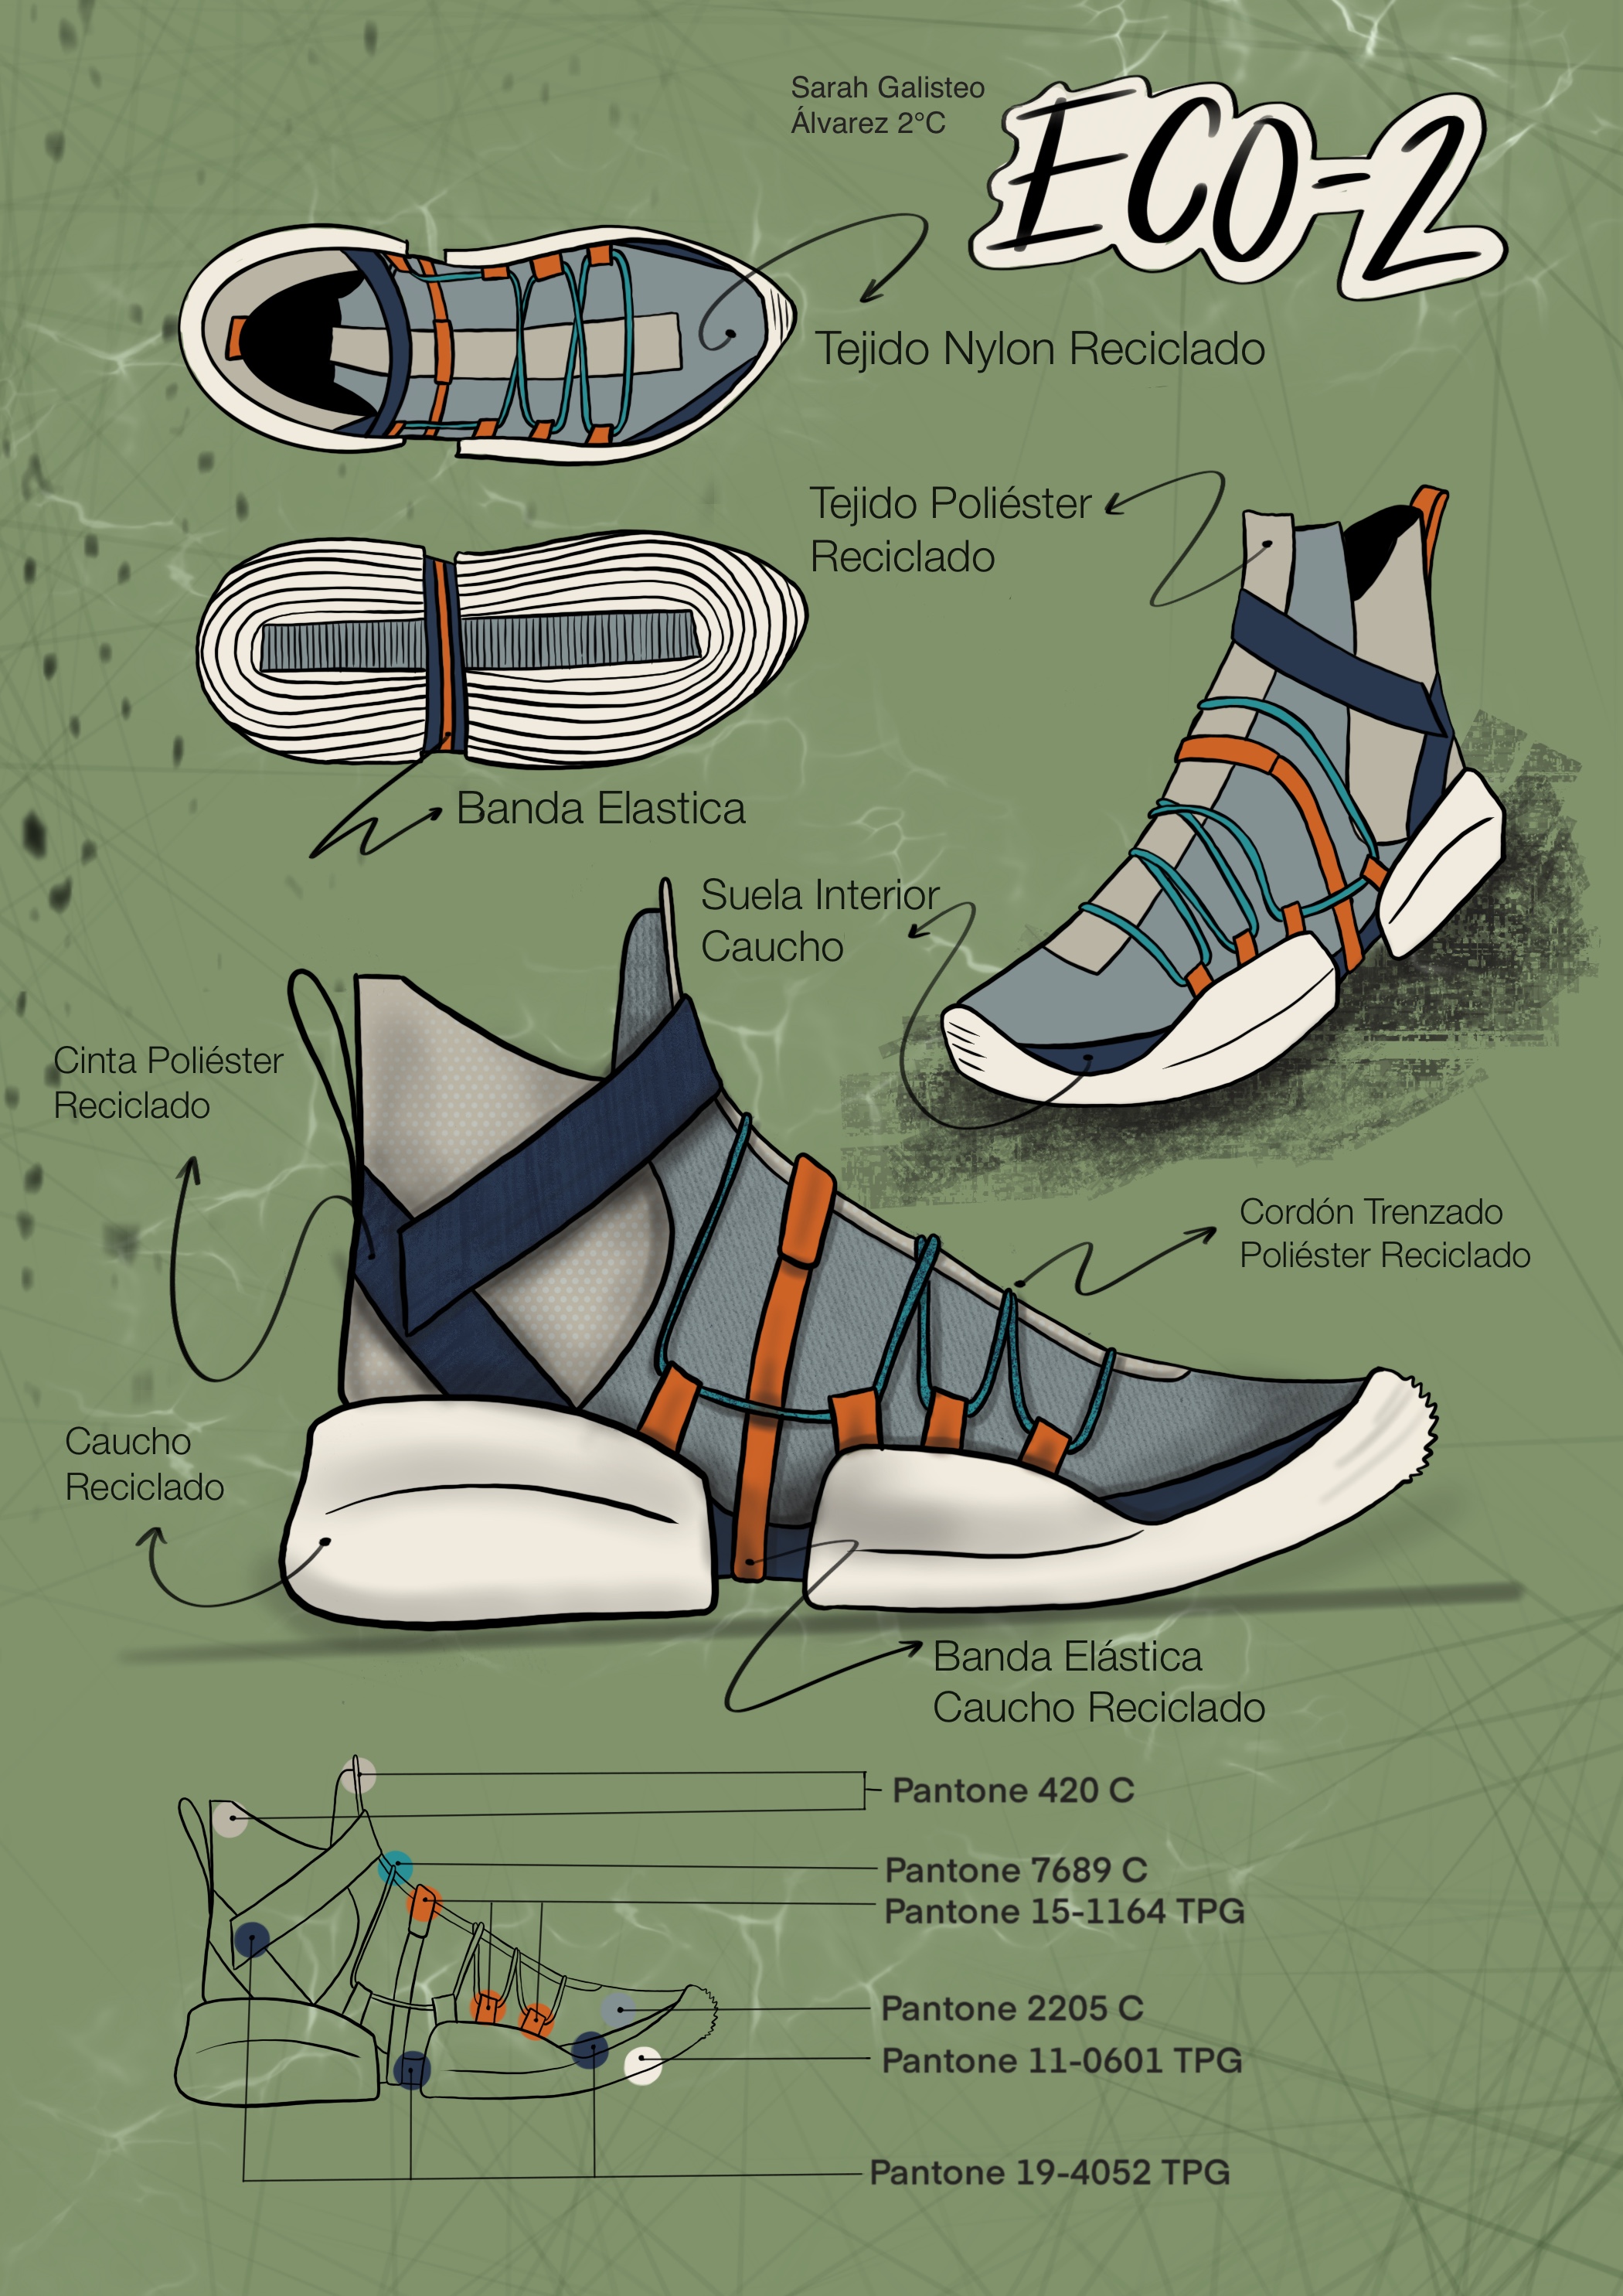 Sarah Galisteo
Álvarez 2°C
ECO-2
Tejido Nylon Reciclado
Tejido Poliéster
Reciclado
Banda Elastica
Suela Interior
Caucho
Cinta Poliéster
Reciclado
Cordón Trenzado
Poliéster Reciclado
Caucho
Reciclado
Banda Elástica
Caucho Reciclado
Pantone 420 C
Pantone 7689 C
Pantone 15-1164 TPG
Pantone 2205 C
Pantone 11-0601 TPG
Pantone 19-4052 TPG